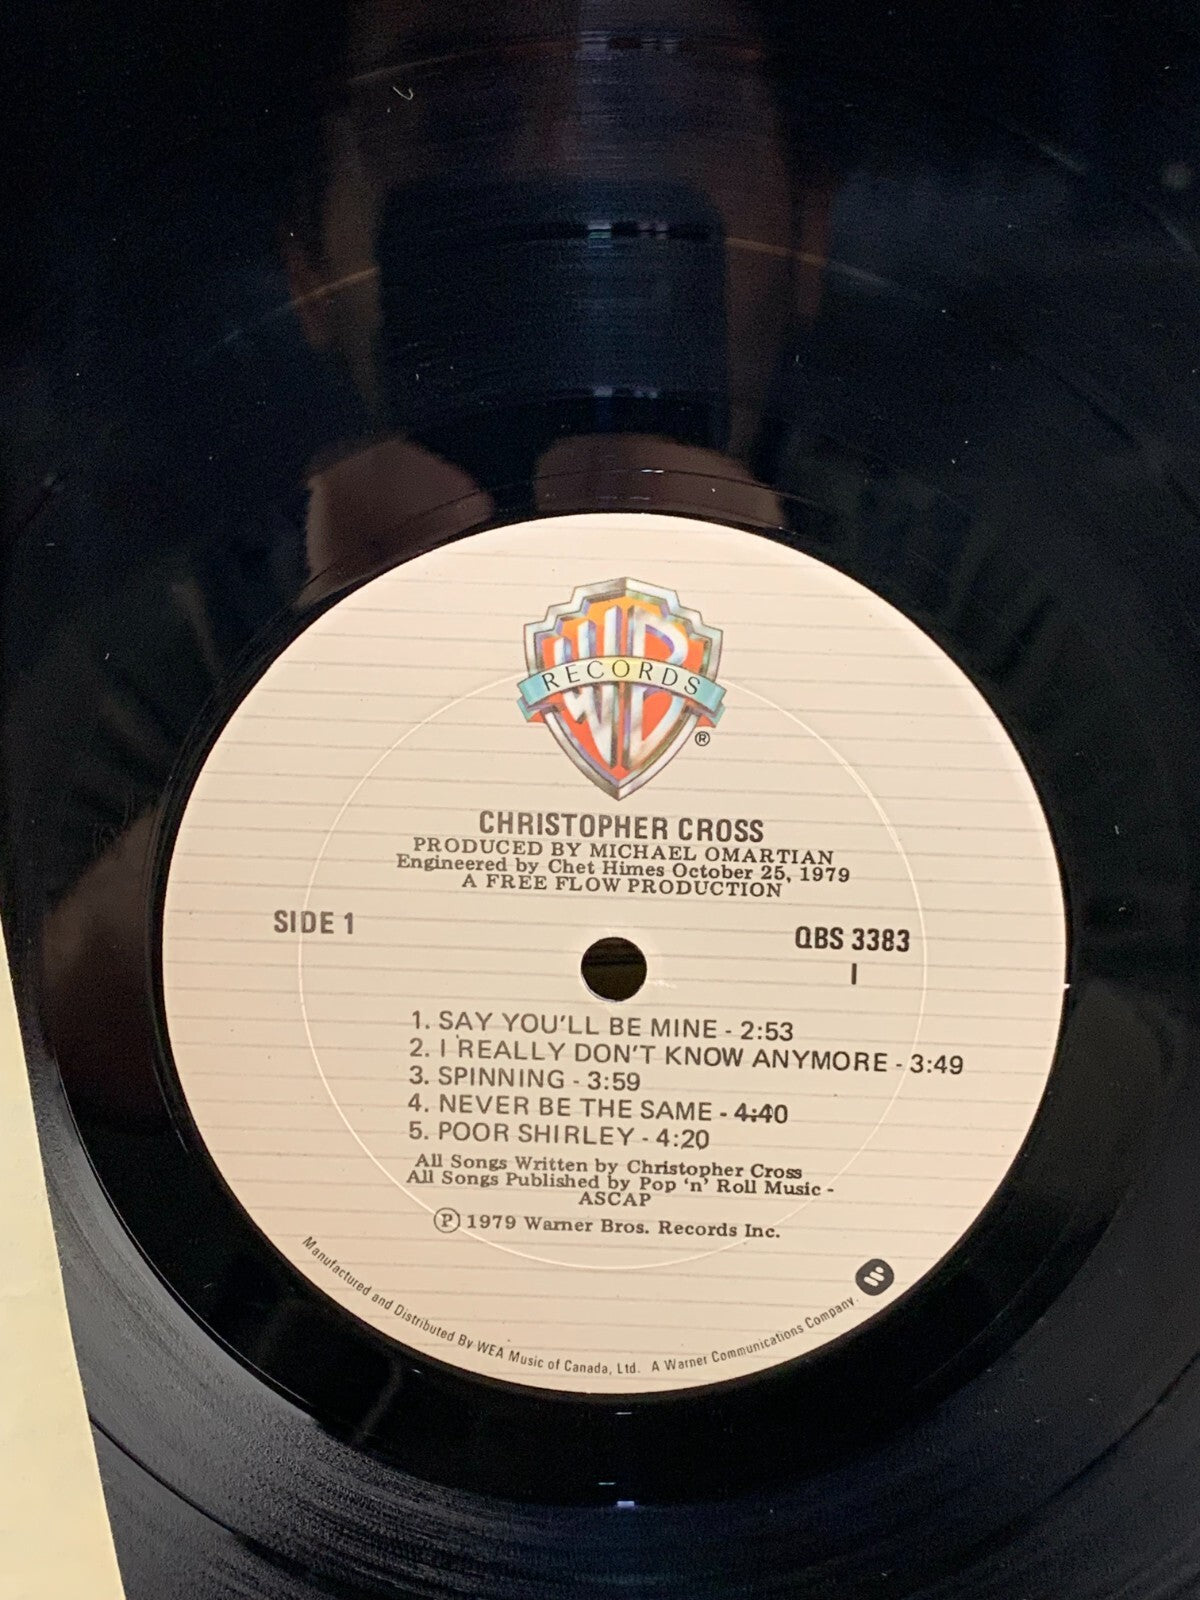 WB
RECORDS
®
CHRISTOPHER CROSS
PRODUCED BY MICHAEL OMARTIAN
Engineered by Chet Himes October 25, 1979
A FREE FLOW PRODUCTION
SIDE 1
QBS 3383
1
1. SAY YOU'LL BE MINE - 2:53
2. I REALLY DON'T KNOW ANYMORE - 3:49
3. SPINNING - 3:59
4. NEVER BE THE SAME - 4:40
5. POOR SHIRLEY - 4:20
All Songs Written by Christopher Cross
All Songs Published by Pop 'n' Roll Music -
ASCAP
Ⓟ 1979 Warner Bros. Records Inc.
Manufactured and Distributed By WEA Music of Canada, Ltd. A Warner Communications Company.